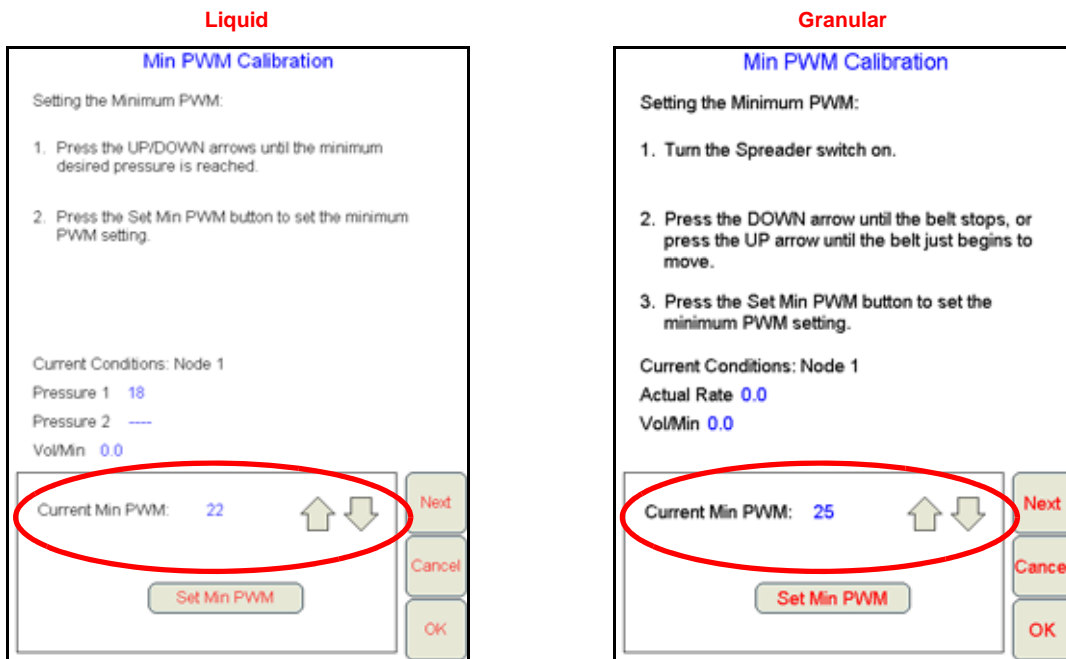 Liquid
Min PWM Calibration
Setting the Minimum PWM:
1. Press the UP/DOWN arrows until the minimum
desired pressure is reached.
2. Press the Set Min PWM button to set the minimum
PWM setting.
Current Conditions: Node 1
Pressure 1 18
Pressure 2 ----
Vol/Min 0.0
Current Min PWM: 22
Set Min PWM
Next
Cancel
OK
Granular
Min PWM Calibration
Setting the Minimum PWM:
1. Turn the Spreader switch on.
2. Press the DOWN arrow until the belt stops, or
press the UP arrow until the belt just begins to
move.
3. Press the Set Min PWM button to set the
minimum PWM setting.
Current Conditions: Node 1
Actual Rate 0.0
Vol/Min 0.0
Current Min PWM: 25
Set Min PWM
Next
Cance
OK